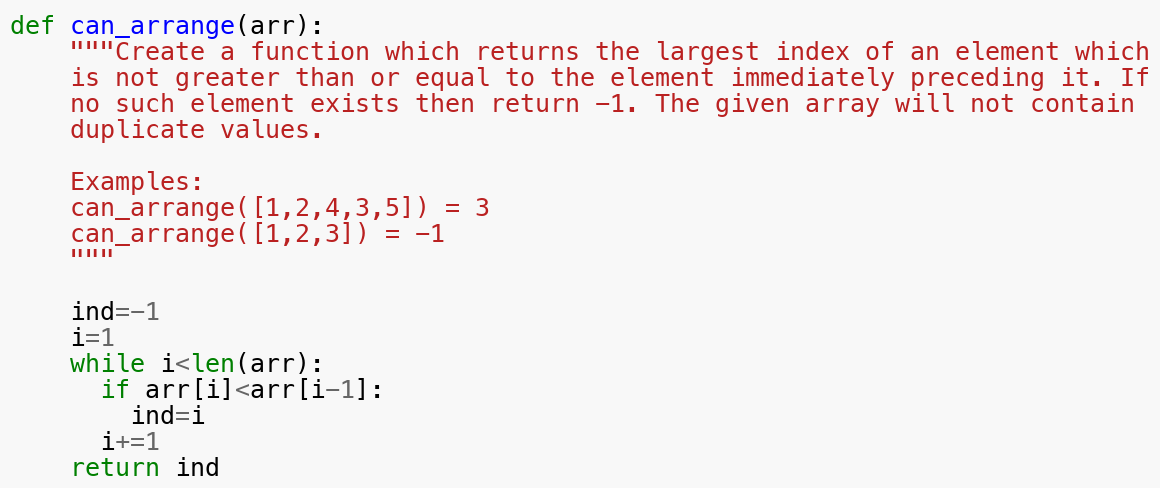 def can_arrange(arr):
    """Create a function which returns the largest index of an element which
    is not greater than or equal to the element immediately preceding it. If
    no such element exists then return -1. The given array will not contain
    duplicate values.

    Examples:
    can_arrange([1,2,4,3,5]) = 3
    can_arrange([1,2,3]) = -1
    """

    ind=-1
    i=1
    while i<len(arr):
      if arr[i]<arr[i-1]:
        ind=i
      i+=1
    return ind